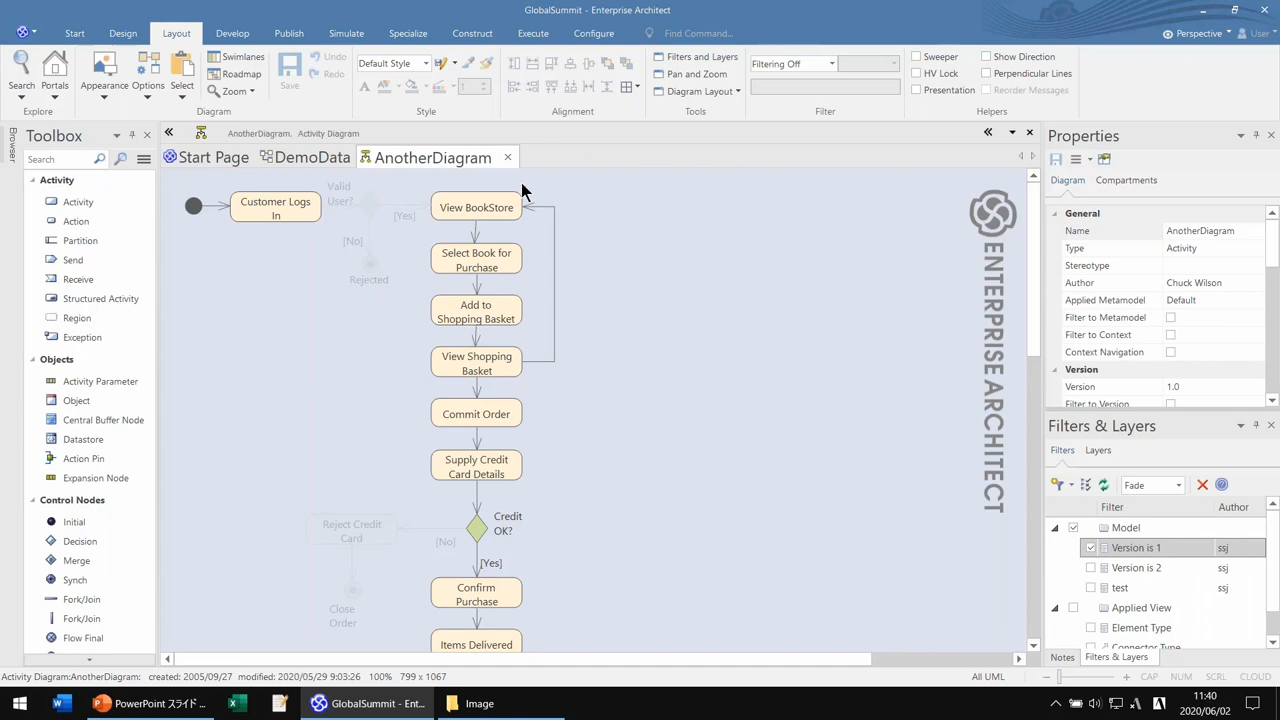 GlobalSummit - Enterprise Architect
Start Design Layout Develop Publish Simulate Specialize Construct Execute Configure Find Command... Perspective User
Search Portals Appearance Options Select Swimlanes Roadmap Zoom Save Undo Redo Default Style 1 Filters and Layers Pan and Zoom Diagram Layout Filtering Off Sweeper HV Lock Presentation Show Direction Perpendicular Lines Reorder Messages
Explore Diagram Style Alignment Tools Filter Helpers
Browser
Toolbox
Search
Activity
Activity
Action
Partition
Send
Receive
Structured Activity
Region
Exception
Objects
Activity Parameter
Object
Central Buffer Node
Datastore
Action Pin
Expansion Node
Control Nodes
Initial
Decision
Merge
Synch
Fork/Join
Fork/Join
Flow Final
AnotherDiagram. Activity Diagram
Start Page DemoData AnotherDiagram
Customer Logs
In
Valid
User?
[Yes]
[No]
Rejected
View BookStore
Select Book for
Purchase
Add to
Shopping Basket
View Shopping
Basket
Commit Order
Supply Credit
Card Details
Credit
OK?
[No]
Reject Credit
Card
Close
Order
[Yes]
Confirm
Purchase
Items Delivered
ENTERPRISE ARCHITECT
Properties
Diagram Compartments
General
Name AnotherDiagram
Type Activity
Stereotype
Author Chuck Wilson
Applied Metamodel Default
Filter to Metamodel
Filter to Context
Context Navigation
Version
Version 1.0
Filter to Version
Filters & Layers
Filters Layers
Fade
Filter Author
Model
Version is 1 ssj
Version is 2 ssj
test ssj
Applied View
Element Type
Connector Type
Notes Filters & Layers
Activity Diagram:AnotherDiagram: created: 2005/09/27 modified: 2020/05/29 9:03:26 100% 799 x 1067 All UML CAP NUM SCRL CLOUD
PowerPoint スライド ... GlobalSummit - Ent... Image
11:40
2020/06/02